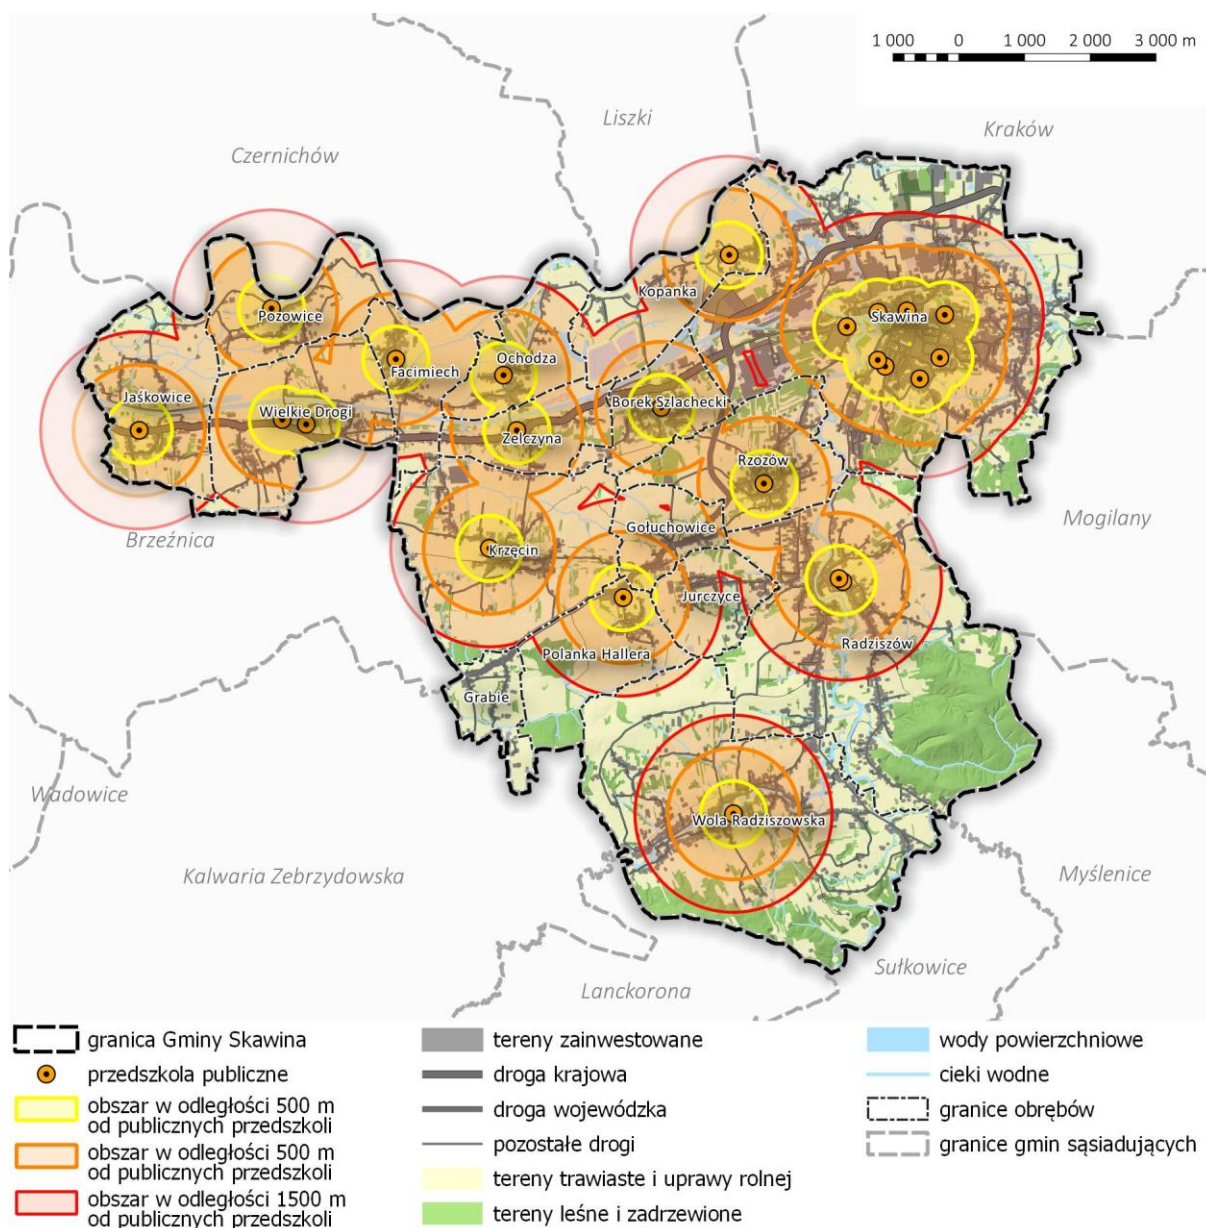 1 000 0 1 000 2 000 3 000 m
Liszki
Kraków
Czernichów
Kopanka
Pozowice
Skawina
Ochodza
Facimiech
Jaśkowice
Wielkie Drogi
Borek Szlachecki
Zelczyna
Rzozów
Mogilany
Gołuchowice
Brzeźnica
Krzęcin
Jurczyce
Radziszów
Polanka Hallera
Grabie
Wadowice
Wola Radziszowska
Kalwaria Zebrzydowska
Myślenice
Sułkowice
Lanckorona
granica Gminy Skawina
przedszkola publiczne
obszar w odległości 500 m
od publicznych przedszkoli
obszar w odległości 500 m
od publicznych przedszkoli
obszar w odległości 1500 m
od publicznych przedszkoli
tereny zainwestowane
droga krajowa
droga wojewódzka
pozostałe drogi
tereny trawiaste i uprawy rolnej
tereny leśne i zadrzewione
wody powierzchniowe
cieki wodne
granice obrębów
granice gmin sąsiadujących